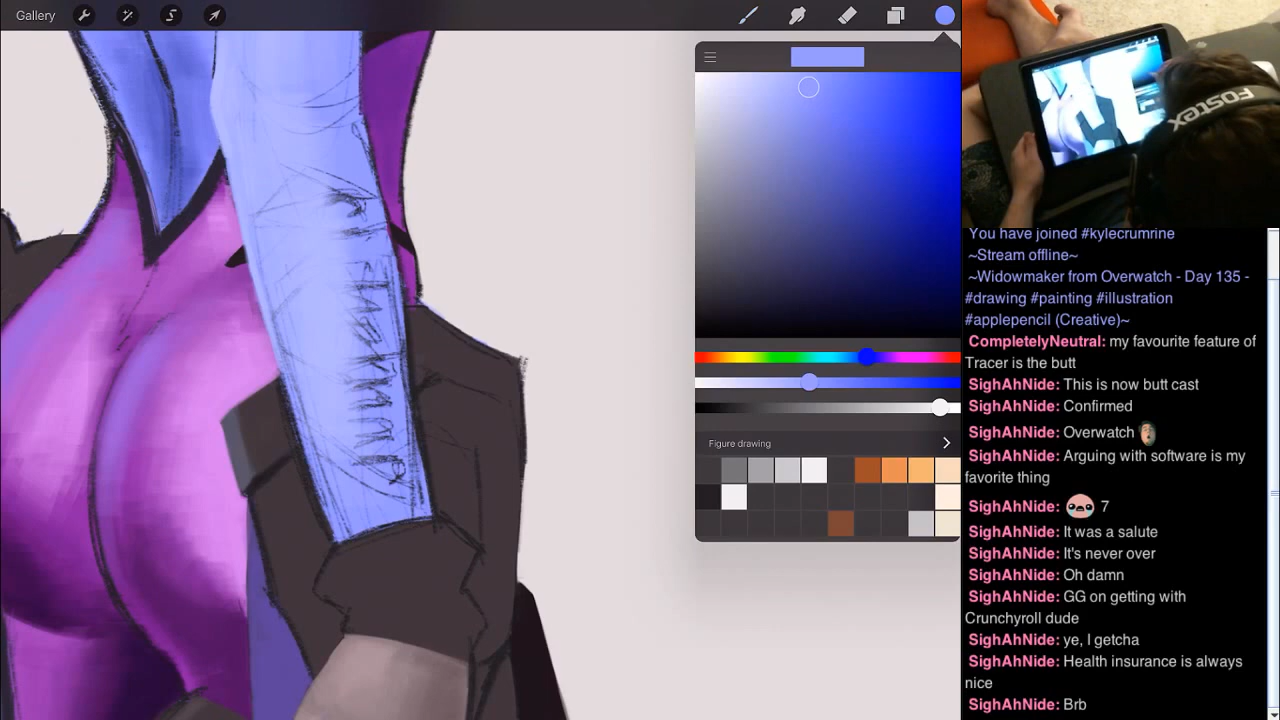 Gallery
Figure drawing
FOSTEX
You have joined #kylecrumrine
~Stream offline~
~Widowmaker from Overwatch - Day 135 -
#drawing #painting #illustration
#applepencil (Creative)~
CompletelyNeutral: my favourite feature of
Tracer is the butt
SighAhNide: This is now butt cast
SighAhNide: Confirmed
SighAhNide: Overwatch
SighAhNide: Arguing with software is my
favorite thing
SighAhNide: 7
SighAhNide: It was a salute
SighAhNide: It's never over
SighAhNide: Oh damn
SighAhNide: GG on getting with
Crunchyroll dude
SighAhNide: ye, I getcha
SighAhNide: Health insurance is always
nice
SighAhNide: Brb